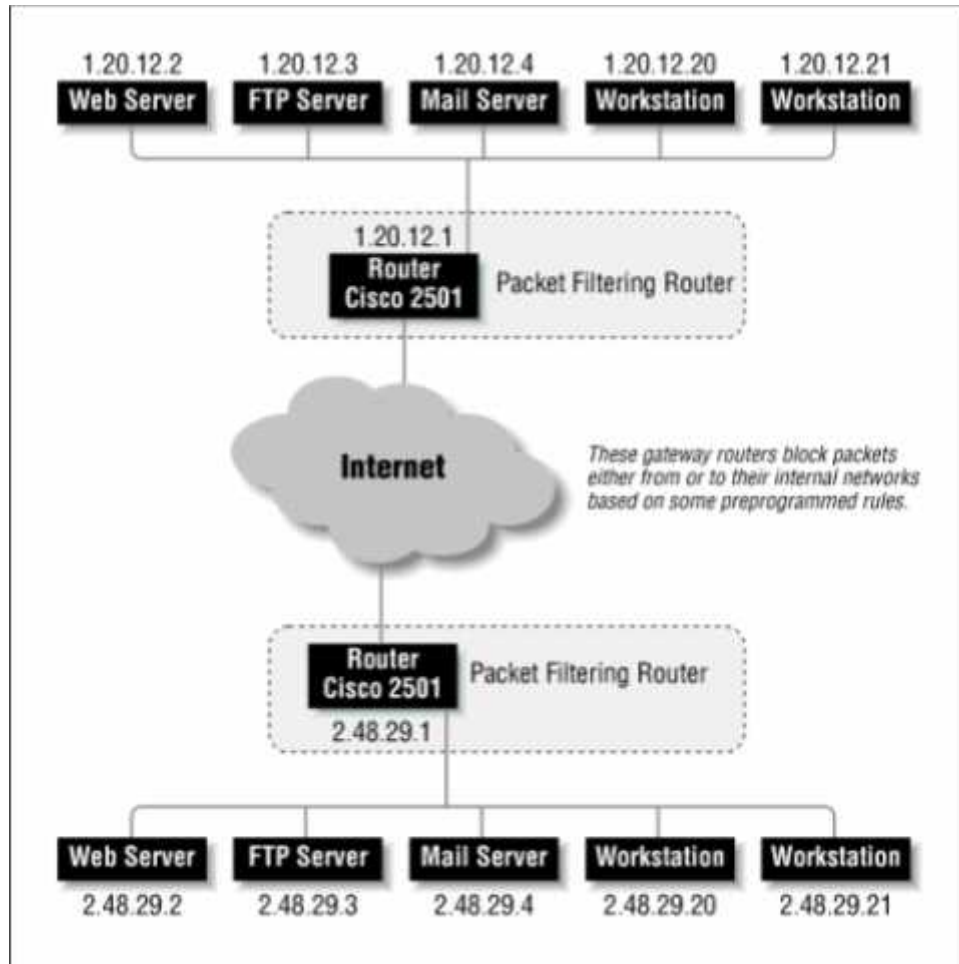 1.20.12.2 1.20.12.3 1.20.12.4 1.20.12.20 1.20.12.21
Web Server FTP Server Mail Server Workstation Workstation
1.20.12.1
Router
Cisco 2501
Packet Filtering Router
Internet
These gateway routers block packets
either from or to their internal networks
based on some preprogrammed rules.
Router
Cisco 2501
Packet Filtering Router
2.48.29.1
Web Server FTP Server Mail Server Workstation Workstation
2.48.29.2 2.48.29.3 2.48.29.4 2.48.29.20 2.48.29.21